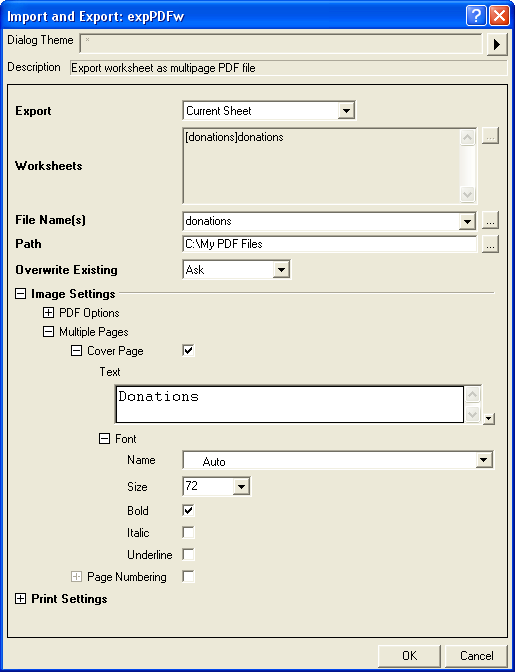 Import and Export: expPDFw
Dialog Theme *
Description Export worksheet as multipage PDF file
Export Current Sheet
[donations]donations
Worksheets
File Name(s) donations
Path C:\My PDF Files
Overwrite Existing Ask
Image Settings
PDF Options
Multiple Pages
Cover Page
Text
Donations
Font
Name Auto
Size 72
Bold
Italic
Underline
Page Numbering
Print Settings
OK Cancel